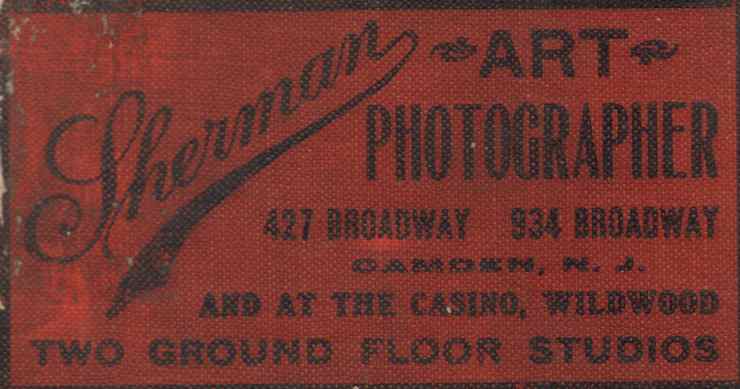 Sherman
ART
PHOTOGRAPHER
427 BROADWAY 934 BROADWAY
CAMDEN, N. J.
AND AT THE CASINO, WILDWOOD
TWO GROUND FLOOR STUDIOS